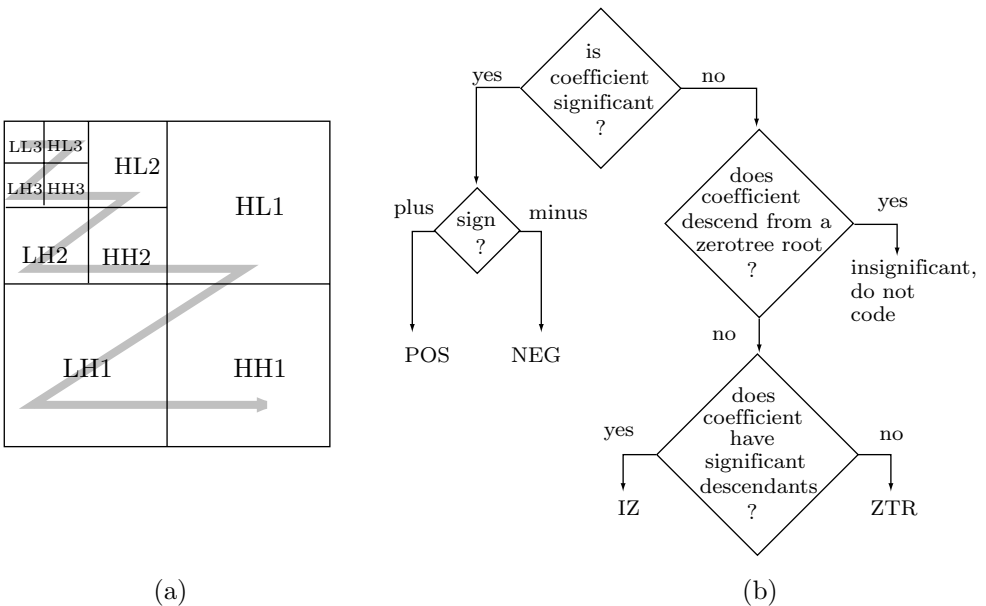 LL3 HL3
LH3 HH3
HL2
HL1
LH2
HH2
LH1
HH1
(a)
is
coefficient
significant
?
yes
no
plus
sign
?
minus
POS
NEG
does
coefficient
descend from a
zerotree root
?
yes
insignificant,
do not
code
no
does
coefficient
have
significant
descendants
?
yes
no
IZ
ZTR
(b)